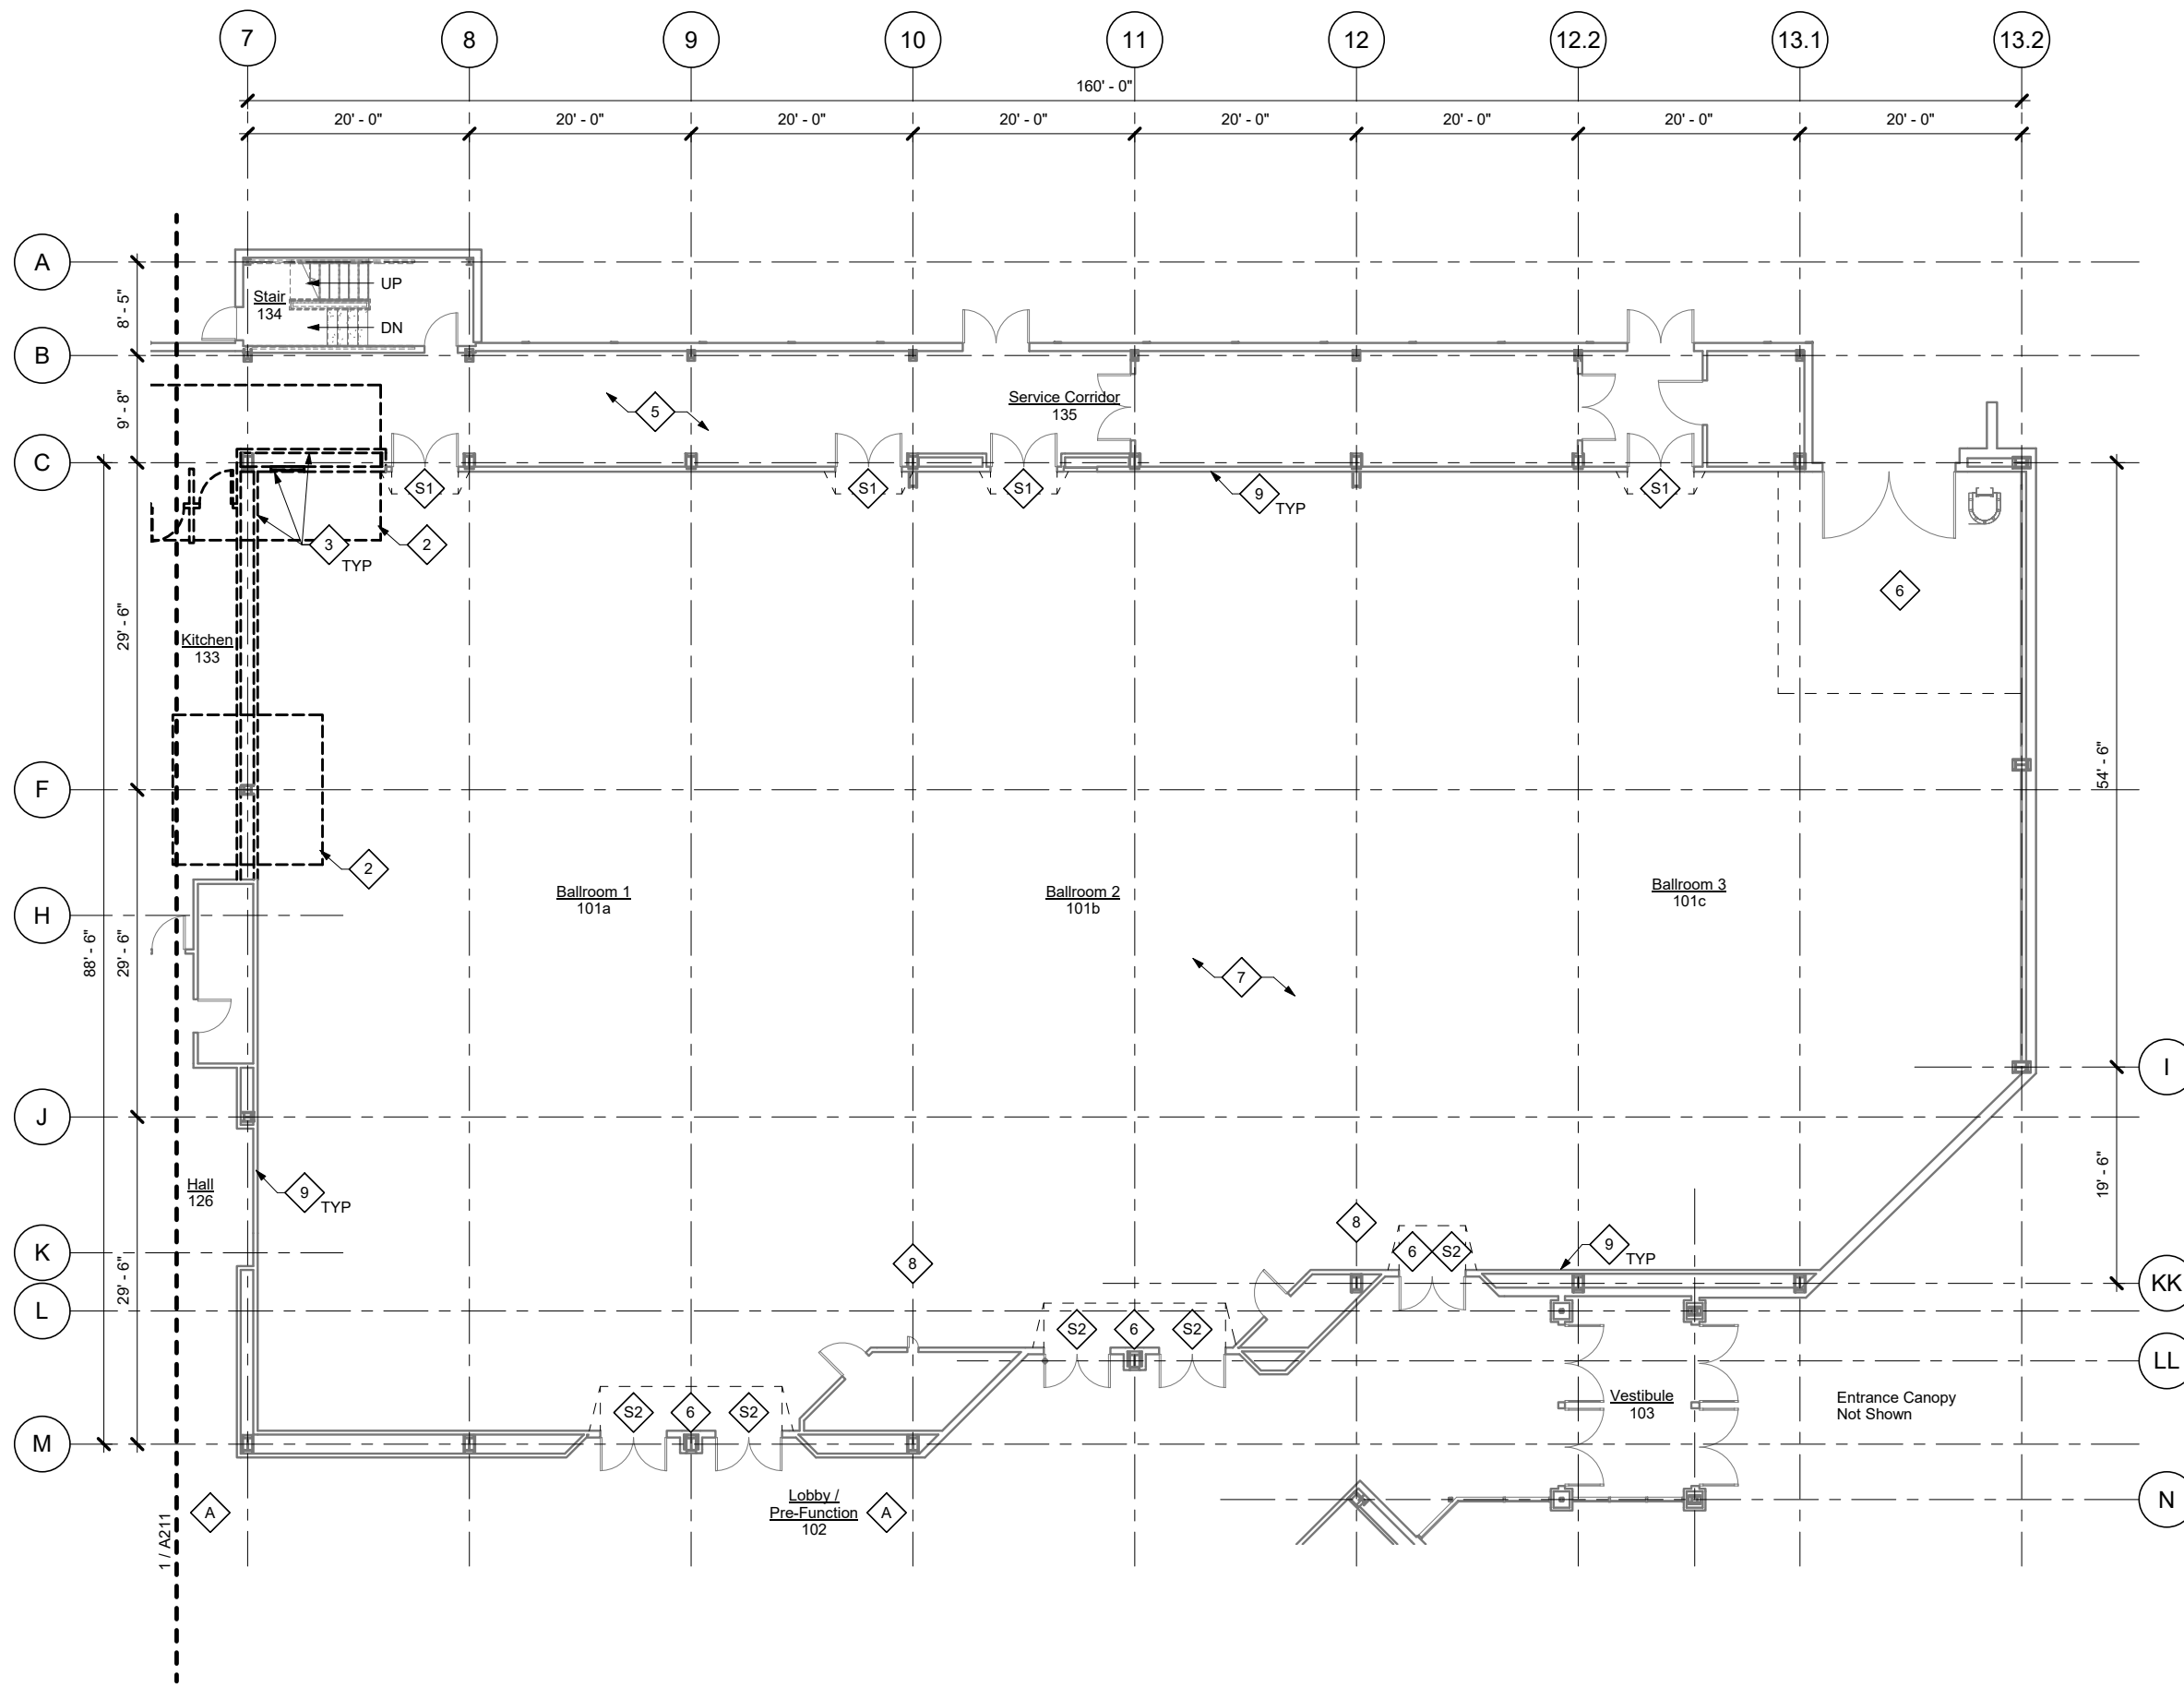 7
8
9
10
11
12
12.2
13.1
13.2
160' - 0"
20' - 0"
20' - 0"
20' - 0"
20' - 0"
20' - 0"
20' - 0"
20' - 0"
20' - 0"
A
UP
Stair
134
8' - 5"
DN
B
9' - 8"
5
Service Corridor
135
C
S1
S1
S1
9
TYP
S1
3
TYP
2
6
29' - 6"
Kitchen
133
54' - 6"
F
2
Ballroom 1
101a
Ballroom 2
101b
Ballroom 3
101c
H
88' - 6"
29' - 6"
7
I
J
Hall
126
9
TYP
19' - 6"
8
K
8
6
S2
9
TYP
29' - 6"
KK
L
S2
6
S2
LL
S2
6
S2
Vestibule
103
Entrance Canopy
Not Shown
M
Lobby /
Pre-Function
102
A
A
N
1 / A211